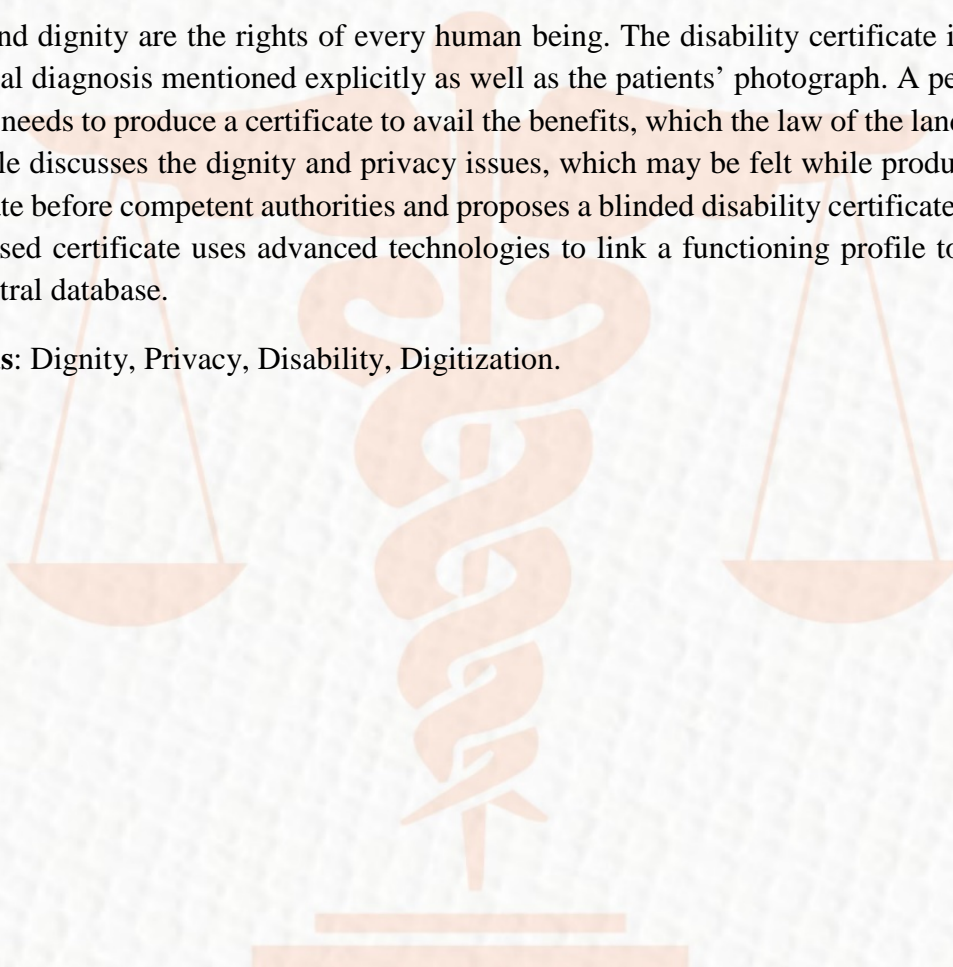 nd dignity are the rights of every human being. The disability certificate i
al diagnosis mentioned explicitly as well as the patients’ photograph. A pe
needs to produce a certificate to avail the benefits, which the law of the lan
le discusses the dignity and privacy issues, which may be felt while produ
te before competent authorities and proposes a blinded disability certificate
sed certificate uses advanced technologies to link a functioning profile to
tral database.
s: Dignity, Privacy, Disability, Digitization.